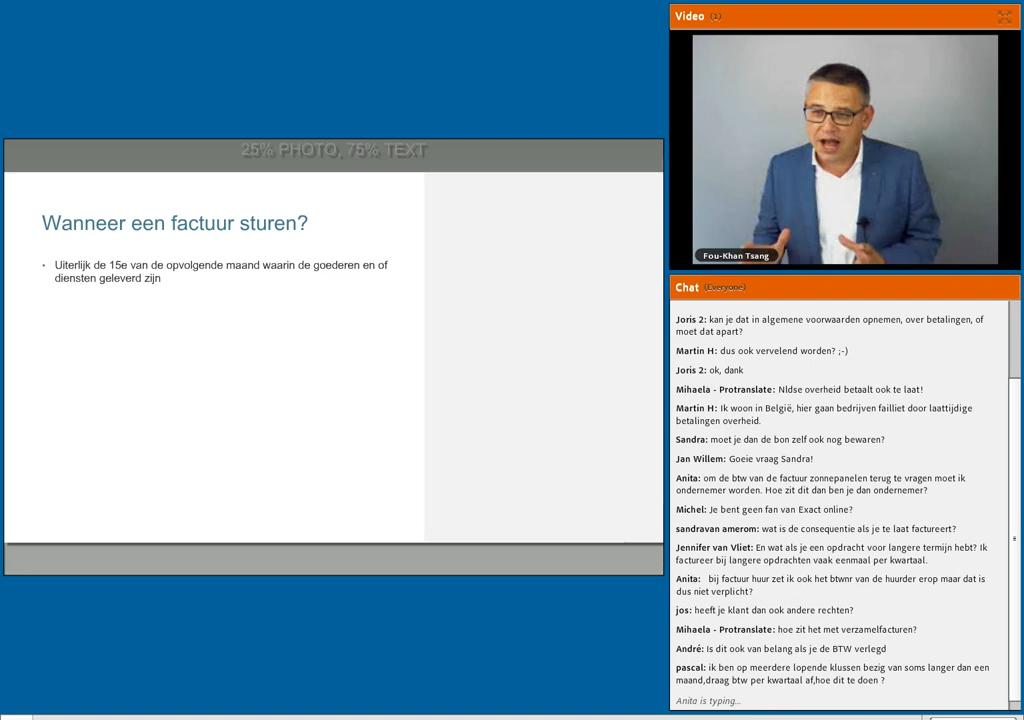 25% PHOTO, 75% TEXT
Wanneer een factuur sturen?
• Uiterlijk de 15e van de opvolgende maand waarin de goederen en of
diensten geleverd zijn
Video (1)
Fou-Khan Tsang
Chat (Everyone)
Joris 2: kan je dat in algemene voorwaarden opnemen, over betalingen, of
moet dat apart?
Martin H: dus ook vervelend worden? ;-)
Joris 2: ok, dank
Mihaela - Protranslate: Nldse overheid betaalt ook te laat!
Martin H: Ik woon in België, hier gaan bedrijven failliet door laattijdige
betalingen overheid.
Sandra: moet je dan de bon zelf ook nog bewaren?
Jan Willem: Goeie vraag Sandra!
Anita: om de btw van de factuur zonnepanelen terug te vragen moet ik
ondernemer worden. Hoe zit dit dan ben je dan ondernemer?
Michel: Je bent geen fan van Exact online?
sandravan amerom: wat is de consequentie als je te laat factureert?
Jennifer van Vliet: En wat als je een opdracht voor langere termijn hebt? Ik
factureer bij langere opdrachten vaak eenmaal per kwartaal.
Anita: bij factuur huur zet ik ook het btwnr van de huurder erop maar dat is
dus niet verplicht?
jos: heeft je klant dan ook andere rechten?
Mihaela - Protranslate: hoe zit het met verzamelfacturen?
André: Is dit ook van belang als je de BTW verlegd
pascal: ik ben op meerdere lopende klussen bezig van soms langer dan een
maand,draag btw per kwartaal af,hoe dit te doen ?
Anita is typing...